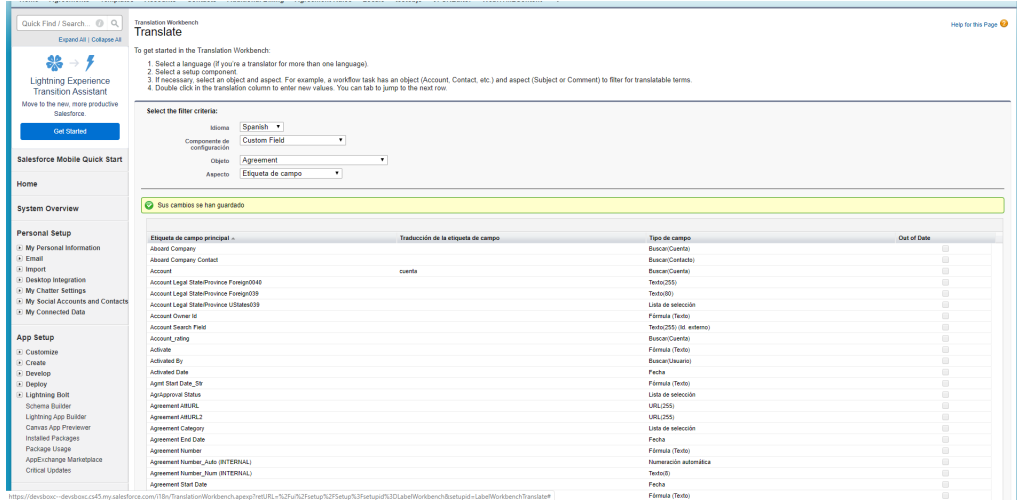 Quick Find / Search...
Expand All | Collapse All
Lightning Experience
Transition Assistant
Move to the new, more productive
Salesforce.
Get Started
Salesforce Mobile Quick Start
Home
System Overview
Personal Setup
My Personal Information
Email
Import
Desktop Integration
My Chatter Settings
My Social Accounts and Contacts
My Connected Data
App Setup
Customize
Create
Develop
Deploy
Lightning Bolt
Schema Builder
Lightning App Builder
Canvas App Previewer
Installed Packages
Package Usage
AppExchange Marketplace
Critical Updates
Translation Workbench
Translate
Help for this Page
To get started in the Translation Workbench:
1. Select a language (if you're a translator for more than one language).
2. Select a setup component.
3. If necessary, select an object and aspect. For example, a workflow task has an object (Account, Contact, etc.) and aspect (Subject or Comment) to filter for translatable terms.
4. Double click in the translation column to enter new values. You can tab to jump to the next row.
Select the filter criteria:
Idioma Spanish
Componente de configuración Custom Field
Objeto Agreement
Aspecto Etiqueta de campo
Sus cambios se han guardado
Etiqueta de campo principal Traducción de la etiqueta de campo Tipo de campo Out of Date
Aboard Company Buscar(Cuenta)
Aboard Company Contact Buscar(Contacto)
Account cuenta Buscar(Cuenta)
Account Legal State/Province Foreign0040 Texto(255)
Account Legal State/Province Foreign039 Texto(80)
Account Legal State/Province UStates039 Lista de selección
Account Owner Id Fórmula (Texto)
Account Search Field Texto(255) (Id. externo)
Account_rating Buscar(Cuenta)
Activate Fórmula (Texto)
Activated By Buscar(Usuario)
Activated Date Fecha
Agmt Start Date_Str Fórmula (Texto)
AgrApproval Status Lista de selección
Agreement AttURL URL(255)
Agreement AttURL2 URL(255)
Agreement Category Lista de selección
Agreement End Date Fecha
Agreement Number Fórmula (Texto)
Agreement Number_Auto (INTERNAL) Numeración automática
Agreement Number_Num (INTERNAL) Texto(8)
Agreement Start Date Fecha
Fórmula (Texto)